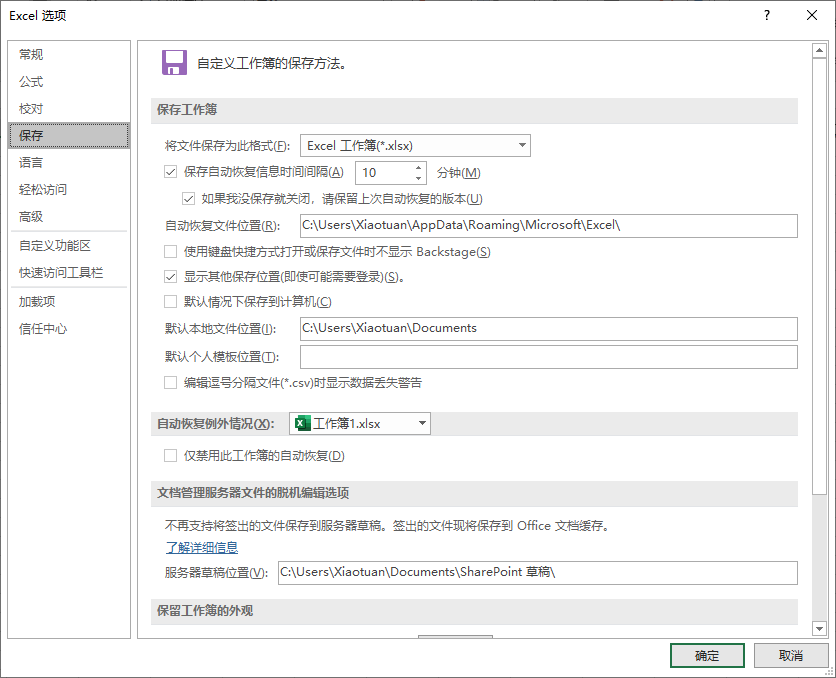 Excel 选项
?
常规
公式
校对
保存
语言
轻松访问
高级
自定义功能区
快速访问工具栏
加载项
信任中心
自定义工作簿的保存方法。
保存工作簿
将文件保存为此格式(F): Excel 工作簿(*.xlsx)
保存自动恢复信息时间间隔(A) 10 分钟(M)
如果我没保存就关闭，请保留上次自动恢复的版本(U)
自动恢复文件位置(R): C:\Users\Xiaotuan\AppData\Roaming\Microsoft\Excel\
使用键盘快捷方式打开或保存文件时不显示 Backstage(S)
显示其他保存位置(即使可能需要登录)(S)。
默认情况下保存到计算机(C)
默认本地文件位置(I): C:\Users\Xiaotuan\Documents
默认个人模板位置(T):
编辑逗号分隔文件(*.csv)时显示数据丢失警告
自动恢复例外情况(X): 工作簿1.xlsx
仅禁用此工作簿的自动恢复(D)
文档管理服务器文件的脱机编辑选项
不再支持将签出的文件保存到服务器草稿。签出的文件现将保存到 Office 文档缓存。
了解详细信息
服务器草稿位置(V): C:\Users\Xiaotuan\Documents\SharePoint 草稿\
保留工作簿的外观
确定 取消